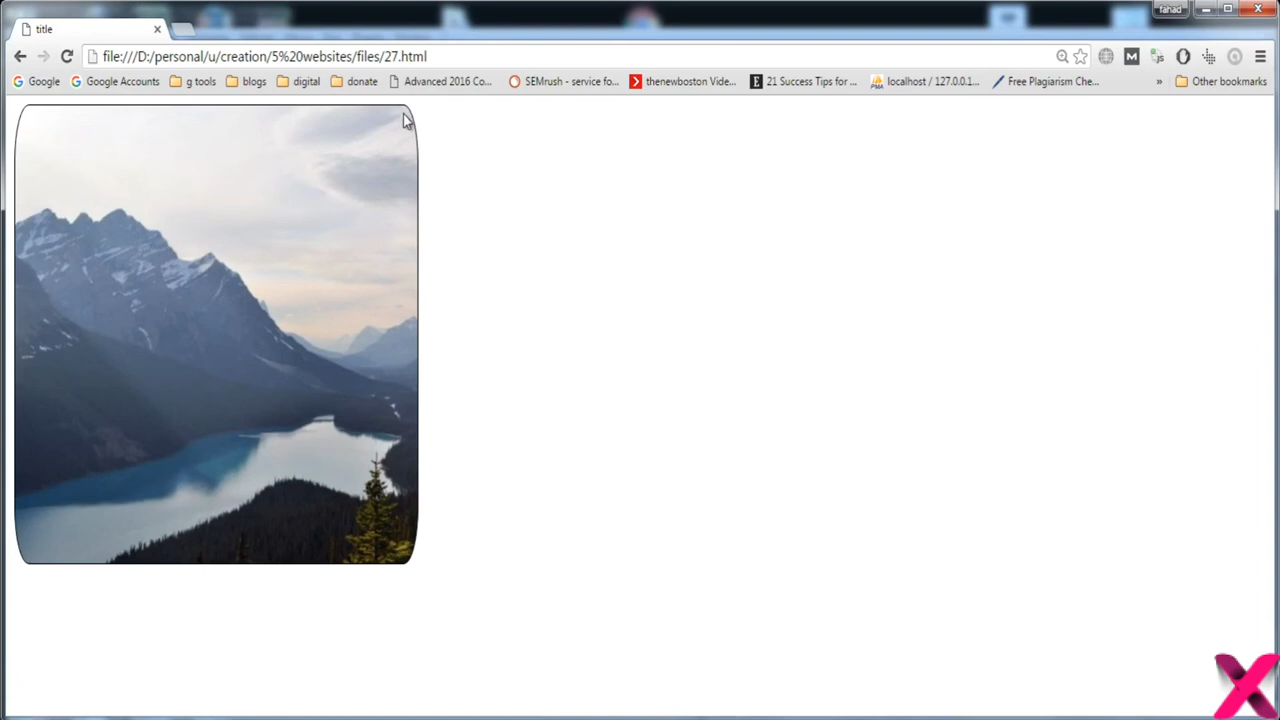 fahad
title
file:///D:/personal/u/creation/5%20websites/files/27.html
M
Google
Google Accounts
g tools
blogs
digital
donate
Advanced 2016 Co...
SEMrush - service fo...
thenewboston Vide...
21 Success Tips for ...
localhost / 127.0.0.1...
Free Plagiarism Che...
»
Other bookmarks
X